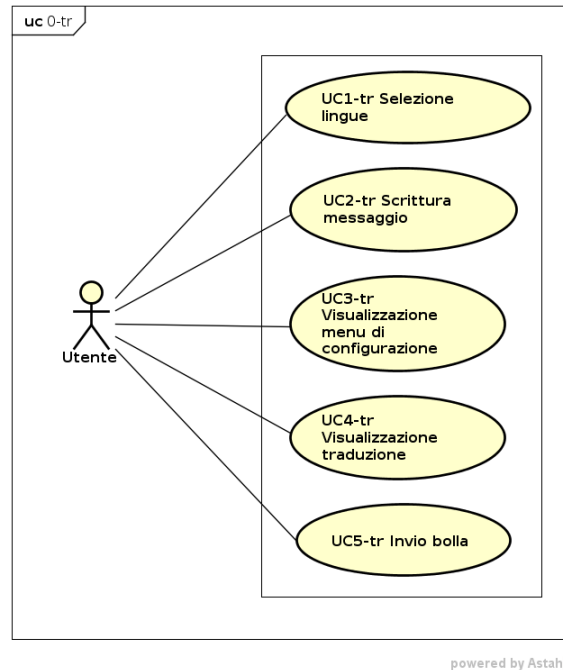 uc 0-tr
UC1-tr Selezione
lingue
UC2-tr Scrittura
messaggio
UC3-tr
Visualizzazione
menu di
configurazione
Utente
UC4-tr
Visualizzazione
traduzione
UC5-tr Invio bolla
powered by Astah